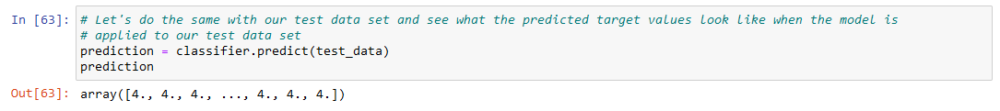 In [63]: # Let's do the same with our test data set and see what the predicted target values look like when the model is
# applied to our test data set
prediction = classifier.predict(test_data)
prediction
Out[63]: array([4., 4., 4., ..., 4., 4., 4.])